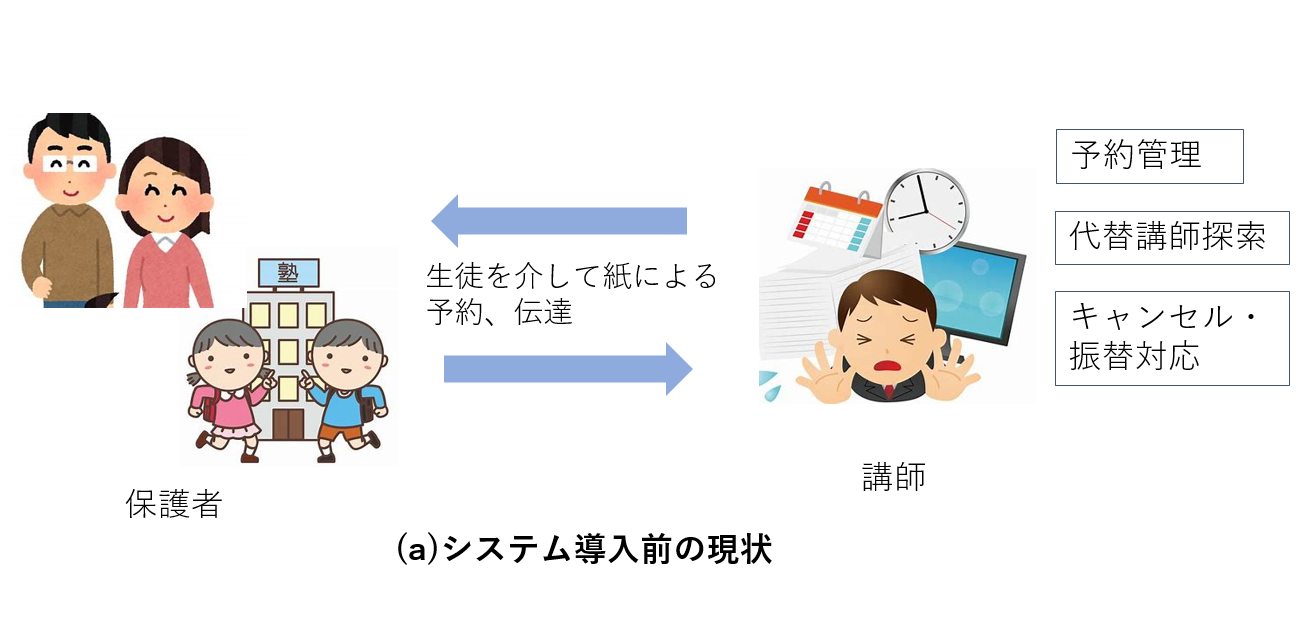 予約管理
代替講師探索
キャンセル・
振替対応
生徒を介して紙による
予約、伝達
塾
保護者
講師
(a)システム導入前の現状